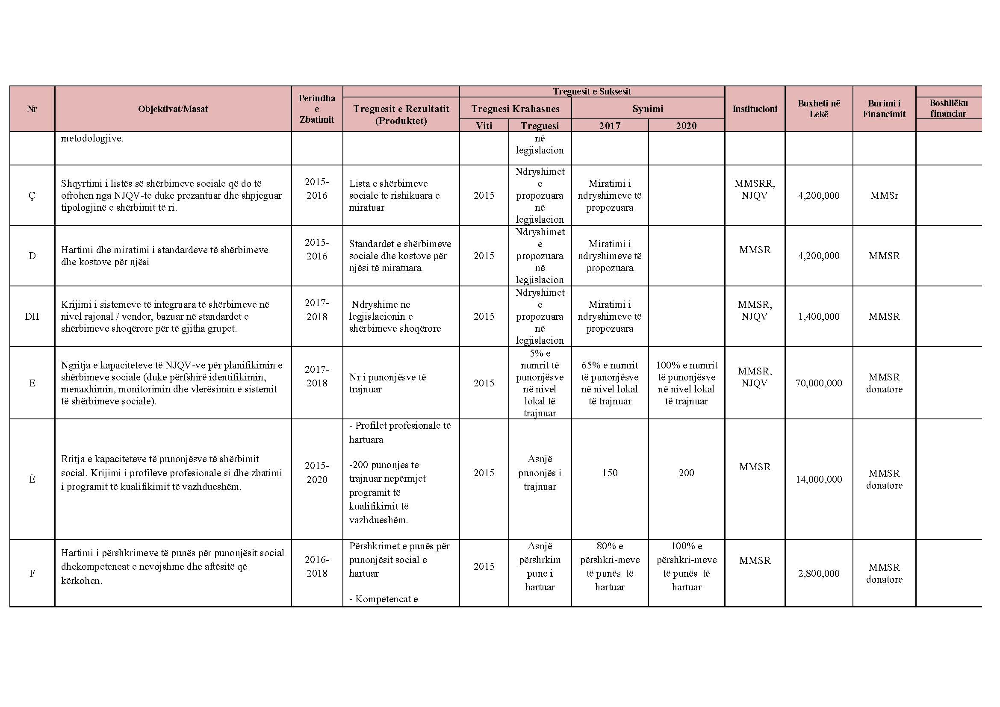 Nr
Objektivat/Masat
Periudha
e
Zbatimit
Treguesit e Rezultatit
(Produktet)
Treguesit e Suksesit
Treguesi Krahasues
Synimi
Viti
Treguesi
2017
2020
Institucioni
Buxheti në
Lekë
Burimi i
Financimit
Boshllëku
financiar
metodologjive.
në
legjislacion
Ç
Shqyrtimi i listës së shërbimeve sociale që do të
ofrohen nga NJQV-te duke prezantuar dhe shpjeguar
tipologjinë e shërbimit të ri.
2015-
2016
Lista e shërbimeve
sociale te rishikuara e
miratuar
2015
Ndryshimet
e
propozuara
në
legjislacion
Miratimi i
ndryshimeve të
propozuara
MMSRR,
NJQV
4,200,000
MMSr
D
Hartimi dhe miratimi i standardeve të shërbimeve
dhe kostove për njësi
2015-
2016
Standardet e shërbimeve
sociale dhe kostove për
njësi të miratuara
2015
Ndryshimet
e
propozuara
në
legjislacion
Miratimi i
ndryshimeve të
propozuara
MMSR
4,200,000
MMSR
DH
Krijimi i sistemeve të integruara të shërbimeve në
nivel rajonal / vendor, bazuar në standardet e
shërbimeve shoqërore për të gjitha grupet.
2017-
2018
Ndryshime ne
legjislacionin e
shërbimeve shoqërore
2015
Ndryshimet
e
propozuara
në
legjislacion
Miratimi i
ndryshimeve të
propozuara
MMSR,
NJQV
1,400,000
MMSR
E
Ngritja e kapaciteteve të NJQV-ve për planifikimin e
shërbimeve sociale (duke përfshirë identifikimin,
menaxhimin, monitorimin dhe vlerësimin e sistemit
të shërbimeve sociale).
2017-
2018
Nr i punonjësve të
trajnuar
2015
5% e
numrit të
punonjësve
në nivel
lokal të
trajnuar
65% e numrit
të punonjësve
në nivel lokal
të trajnuar
100% e numrit
të punonjësve
në nivel lokal
të trajnuar
MMSR,
NJQV
70,000,000
MMSR
donatore
Ë
Rritja e kapaciteteve të punonjësve të shërbimit
social. Krijimi i profileve profesionale si dhe zbatimi
i programit të kualifikimit të vazhdueshëm.
2015-
2020
- Profilet profesionale të
hartuara
-200 punonjes te
trajnuar nepërmjet
programit të
kualifikimit të
vazhdueshëm.
2015
Asnjë
punonjës i
trajnuar
150
200
MMSR
14,000,000
MMSR
donatore
F
Hartimi i përshkrimeve të punës për punonjësit social
dhekompetencat e nevojshme dhe aftësitë që
kërkohen.
2016-
2018
Përshkrimet e punës për
punonjësit social e
hartuar
- Kompetencat e
2015
Asnjë
përshrkim
pune i
hartuar
80% e
përshkri-meve
të punës  të
hartuar
100% e
përshkri-meve
të punës  të
hartuar
MMSR
2,800,000
MMSR
donatore